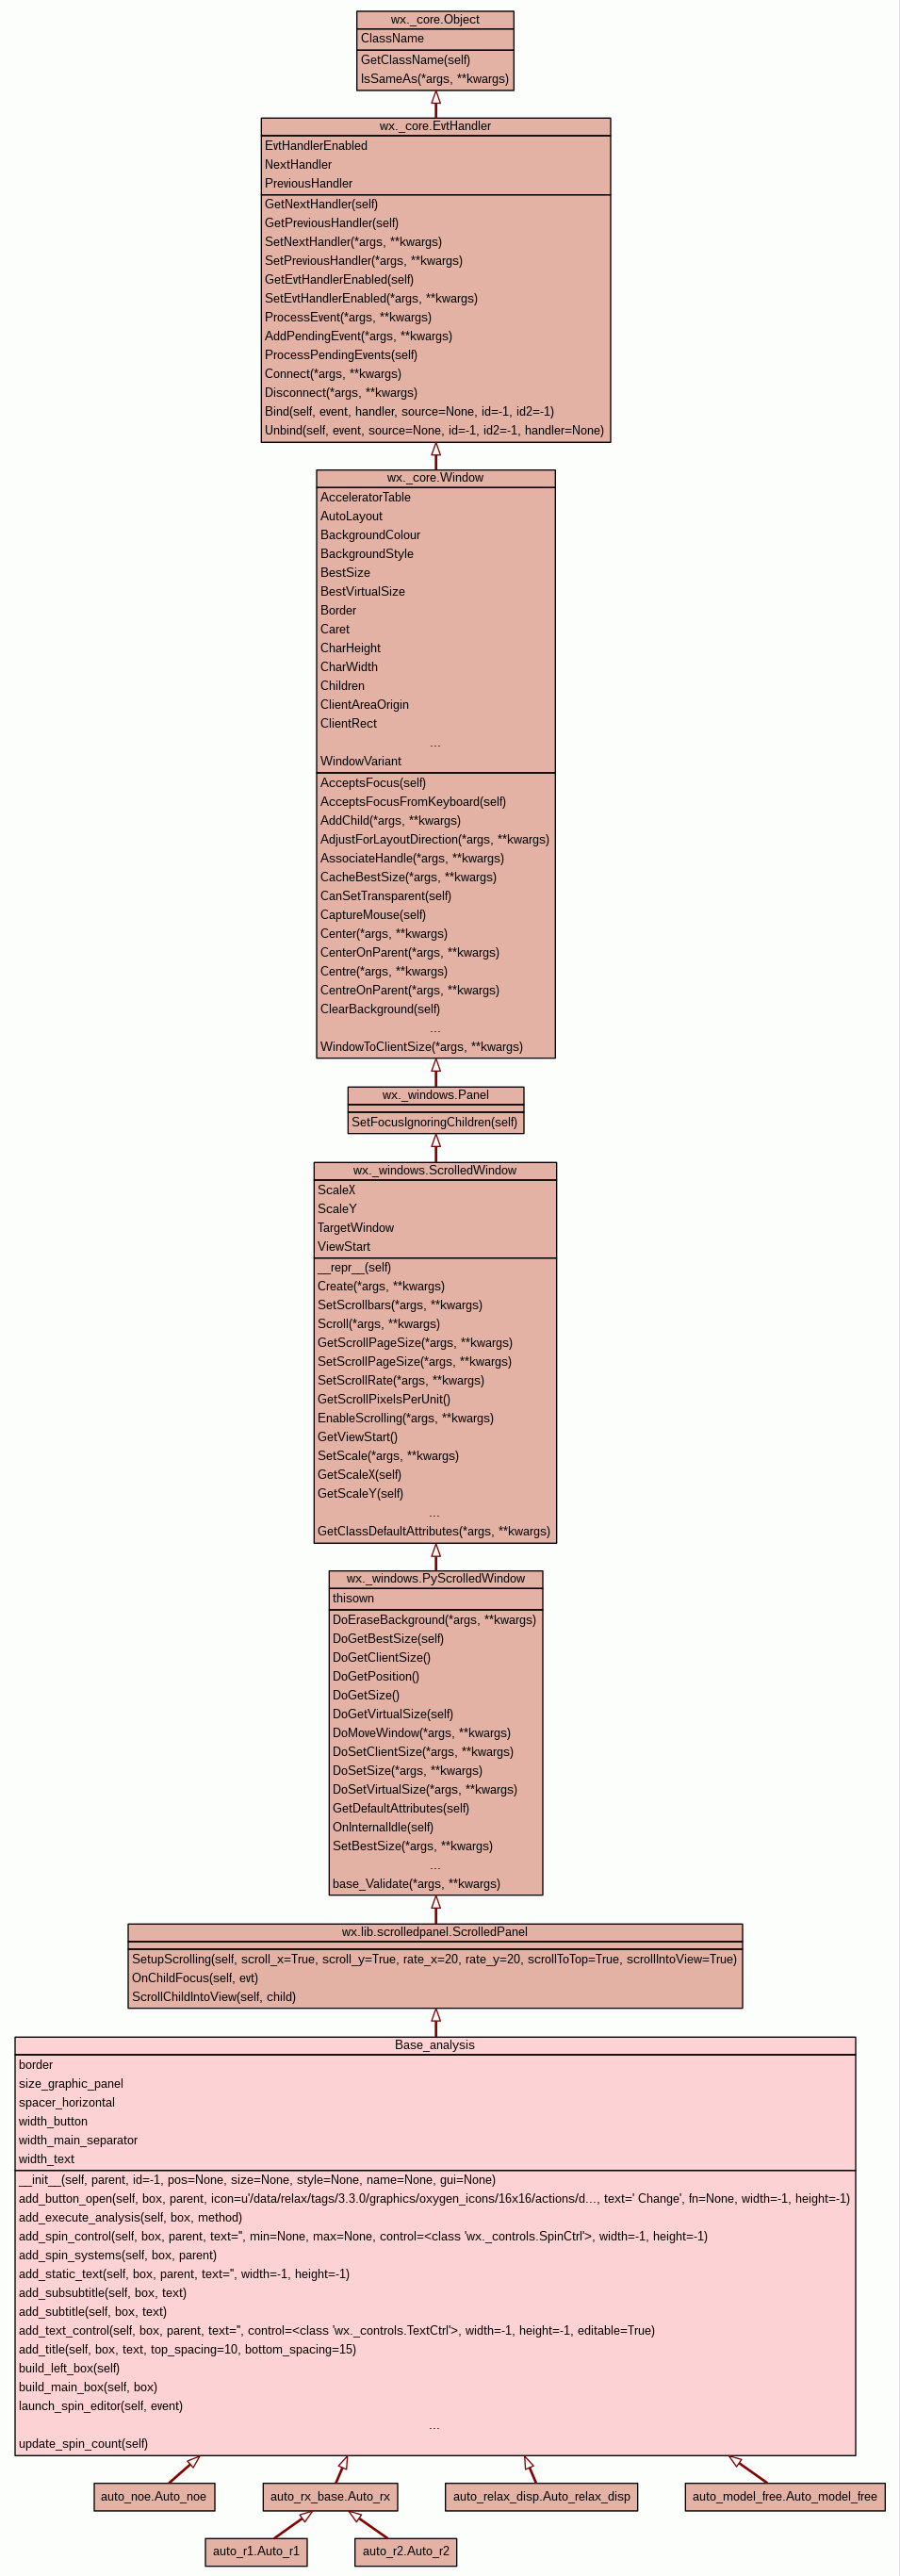 wx._core.Object
ClassName
GetClassName(self)
IsSameAs(*args, **kwargs)
wx._core.EvtHandler
EvtHandlerEnabled
NextHandler
PreviousHandler
GetNextHandler(self)
GetPreviousHandler(self)
SetNextHandler(*args, **kwargs)
SetPreviousHandler(*args, **kwargs)
GetEvtHandlerEnabled(self)
SetEvtHandlerEnabled(*args, **kwargs)
ProcessEvent(*args, **kwargs)
AddPendingEvent(*args, **kwargs)
ProcessPendingEvents(self)
Connect(*args, **kwargs)
Disconnect(*args, **kwargs)
Bind(self, event, handler, source=None, id=-1, id2=-1)
Unbind(self, event, source=None, id=-1, id2=-1, handler=None)
wx._core.Window
AcceleratorTable
AutoLayout
BackgroundColour
BackgroundStyle
BestSize
BestVirtualSize
Border
Caret
CharHeight
CharWidth
Children
ClientAreaOrigin
ClientRect
...
WindowVariant
AcceptsFocus(self)
AcceptsFocusFromKeyboard(self)
AddChild(*args, **kwargs)
AdjustForLayoutDirection(*args, **kwargs)
AssociateHandle(*args, **kwargs)
CacheBestSize(*args, **kwargs)
CanSetTransparent(self)
CaptureMouse(self)
Center(*args, **kwargs)
CenterOnParent(*args, **kwargs)
Centre(*args, **kwargs)
CentreOnParent(*args, **kwargs)
ClearBackground(self)
...
WindowToClientSize(*args, **kwargs)
wx._windows.Panel
SetFocusIgnoringChildren(self)
wx._windows.ScrolledWindow
ScaleX
ScaleY
TargetWindow
ViewStart
__repr__(self)
Create(*args, **kwargs)
SetScrollbars(*args, **kwargs)
Scroll(*args, **kwargs)
GetScrollPageSize(*args, **kwargs)
SetScrollPageSize(*args, **kwargs)
SetScrollRate(*args, **kwargs)
GetScrollPixelsPerUnit()
EnableScrolling(*args, **kwargs)
GetViewStart()
SetScale(*args, **kwargs)
GetScaleX(self)
GetScaleY(self)
...
GetClassDefaultAttributes(*args, **kwargs)
wx._windows.PyScrolledWindow
thisown
DoEraseBackground(*args, **kwargs)
DoGetBestSize(self)
DoGetClientSize()
DoGetPosition()
DoGetSize()
DoGetVirtualSize(self)
DoMoveWindow(*args, **kwargs)
DoSetClientSize(*args, **kwargs)
DoSetSize(*args, **kwargs)
DoSetVirtualSize(*args, **kwargs)
GetDefaultAttributes(self)
OnInternalIdle(self)
SetBestSize(*args, **kwargs)
...
base_Validate(*args, **kwargs)
wx.lib.scrolledpanel.ScrolledPanel
SetupScrolling(self, scroll_x=True, scroll_y=True, rate_x=20, rate_y=20, scrollToTop=True, scrollIntoView=True)
OnChildFocus(self, evt)
ScrollChildIntoView(self, child)
Base_analysis
border
size_graphic_panel
spacer_horizontal
width_button
width_main_separator
width_text
__init__(self, parent, id=-1, pos=None, size=None, style=None, name=None, gui=None)
add_button_open(self, box, parent, icon=u'/data/relax/tags/3.3.0/graphics/oxygen_icons/16x16/actions/d..., text=' Change', fn=None, width=-1, height=-1)
add_execute_analysis(self, box, method)
add_spin_control(self, box, parent, text='', min=None, max=None, control=<class 'wx._controls.SpinCtrl'>, width=-1, height=-1)
add_spin_systems(self, box, parent)
add_static_text(self, box, parent, text='', width=-1, height=-1)
add_subsubtitle(self, box, text)
add_subtitle(self, box, text)
add_text_control(self, box, parent, text='', control=<class 'wx._controls.TextCtrl'>, width=-1, height=-1, editable=True)
add_title(self, box, text, top_spacing=10, bottom_spacing=15)
build_left_box(self)
build_main_box(self, box)
launch_spin_editor(self, event)
...
update_spin_count(self)
auto_noe.Auto_noe
auto_rx_base.Auto_rx
auto_relax_disp.Auto_relax_disp
auto_model_free.Auto_model_free
auto_r1.Auto_r1
auto_r2.Auto_r2